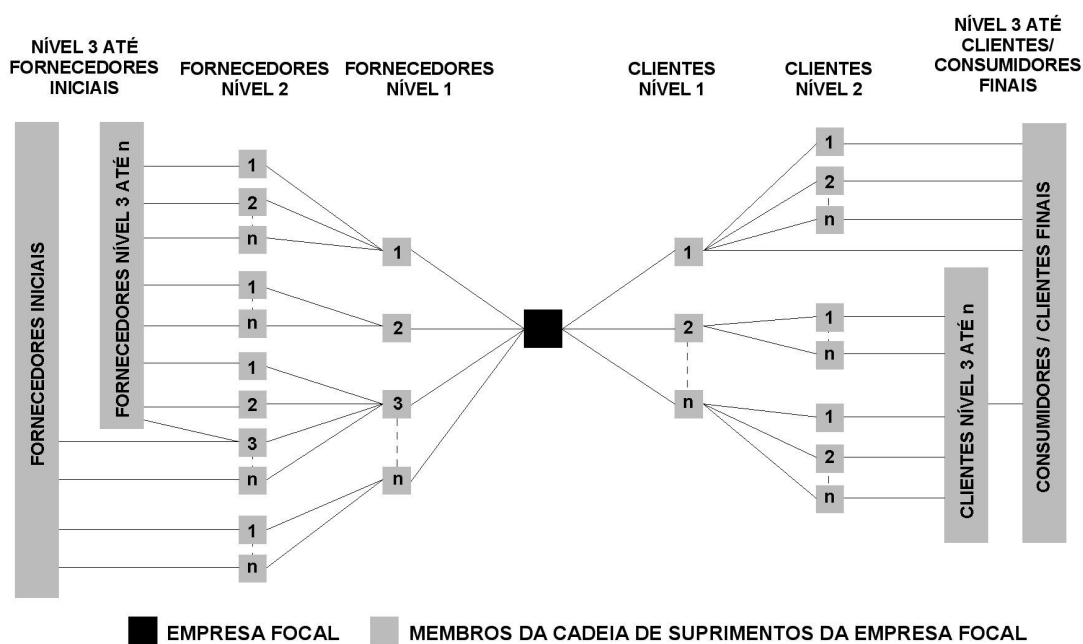 NÍVEL 3 ATÉ
FORNECEDORES
INICIAIS
FORNECEDORES
NÍVEL 2
FORNECEDORES
NÍVEL 1
CLIENTES
NÍVEL 1
CLIENTES
NÍVEL 2
NÍVEL 3 ATÉ
CLIENTES/
CONSUMIDORES
FINAIS
FORNECEDORES INICIAIS
FORNECEDORES NÍVEL 3 ATÉ n
1
2
n
1
n
1
2
3
n
1
n
1
2
3
n
1
2
n
1
2
n
1
n
1
2
n
CLIENTES NÍVEL 3 ATÉ n
CONSUMIDORES / CLIENTES FINAIS
EMPRESA FOCAL
MEMBROS DA CADEIA DE SUPRIMENTOS DA EMPRESA FOCAL